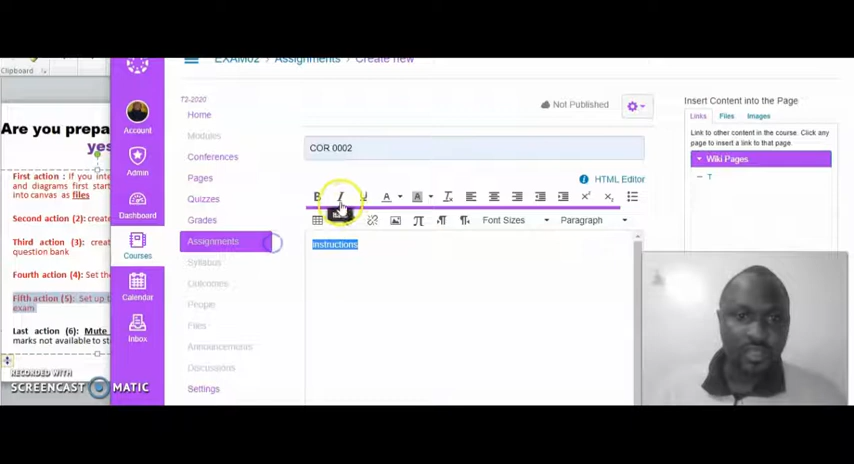 Clipboard
Are you prepa
yes
First action : If you inte
and diagrams first star
into canvas as files
Second action (2): creat
Third action (3): creat
question bank
Fourth action (4): Set the
Fifth action (5): Set up t
exam
Last action (6): Mute
marks not available to st
RECORDED WITH
SCREENCAST MATIC
Account
Admin
Dashboard
Courses
Calendar
Inbox
EXAM02 Assignments Create new
T2-2020
Home
Modules
Conferences
Pages
Quizzes
Grades
Assignments
Syllabus
Outcomes
People
Files
Announcements
Discussions
Settings
Not Published
COR 0002
HTML Editor
Font Sizes
Paragraph
instructions
Insert Content into the Page
Links Files Images
Link to other content in the course. Click any
page to insert a link to that page.
Wiki Pages
T